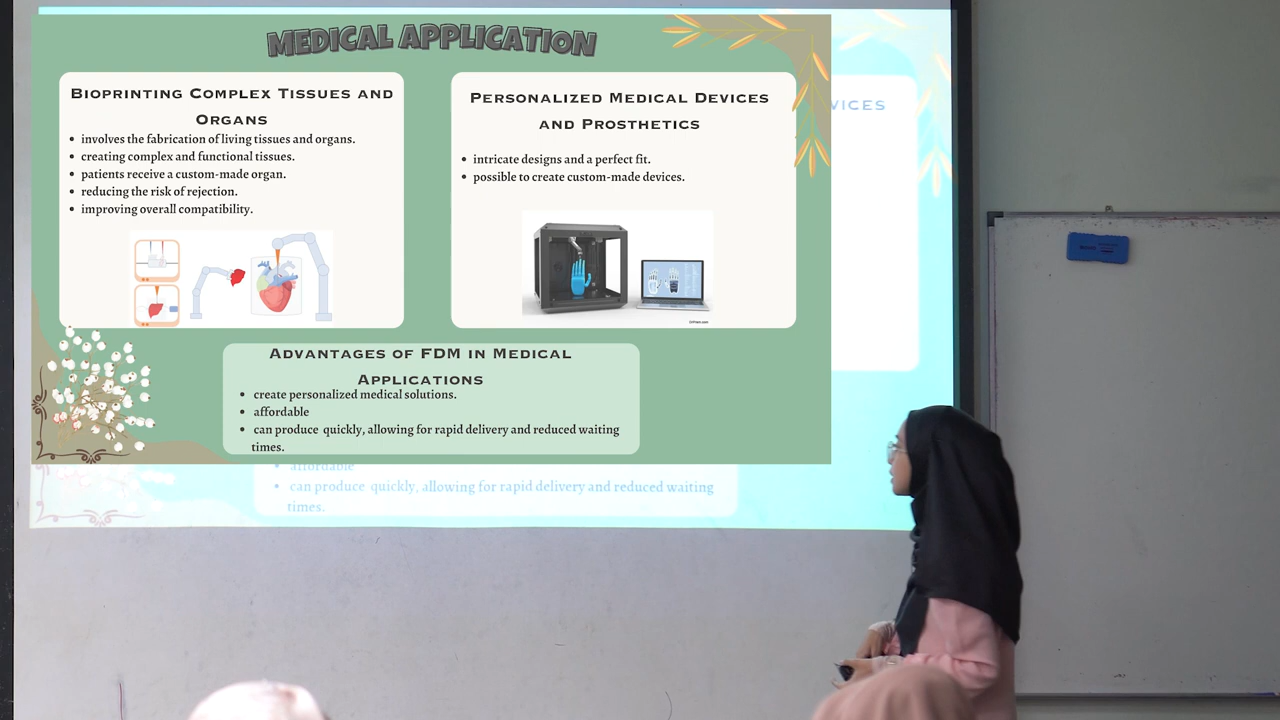 MEDICAL APPLICATION
BIOPRINTING COMPLEX TISSUES AND
ORGANS
• involves the fabrication of living tissues and organs.
• creating complex and functional tissues.
• patients receive a custom-made organ.
• reducing the risk of rejection.
• improving overall compatibility.
PERSONALIZED MEDICAL DEVICES
AND PROSTHETICS
• intricate designs and a perfect fit.
• possible to create custom-made devices.
ADVANTAGES OF FDM IN MEDICAL
APPLICATIONS
• create personalized medical solutions.
• affordable
• can produce quickly, allowing for rapid delivery and reduced waiting
times.
VICES
• affordable
• can produce quickly, allowing for rapid delivery and reduced waiting
times.